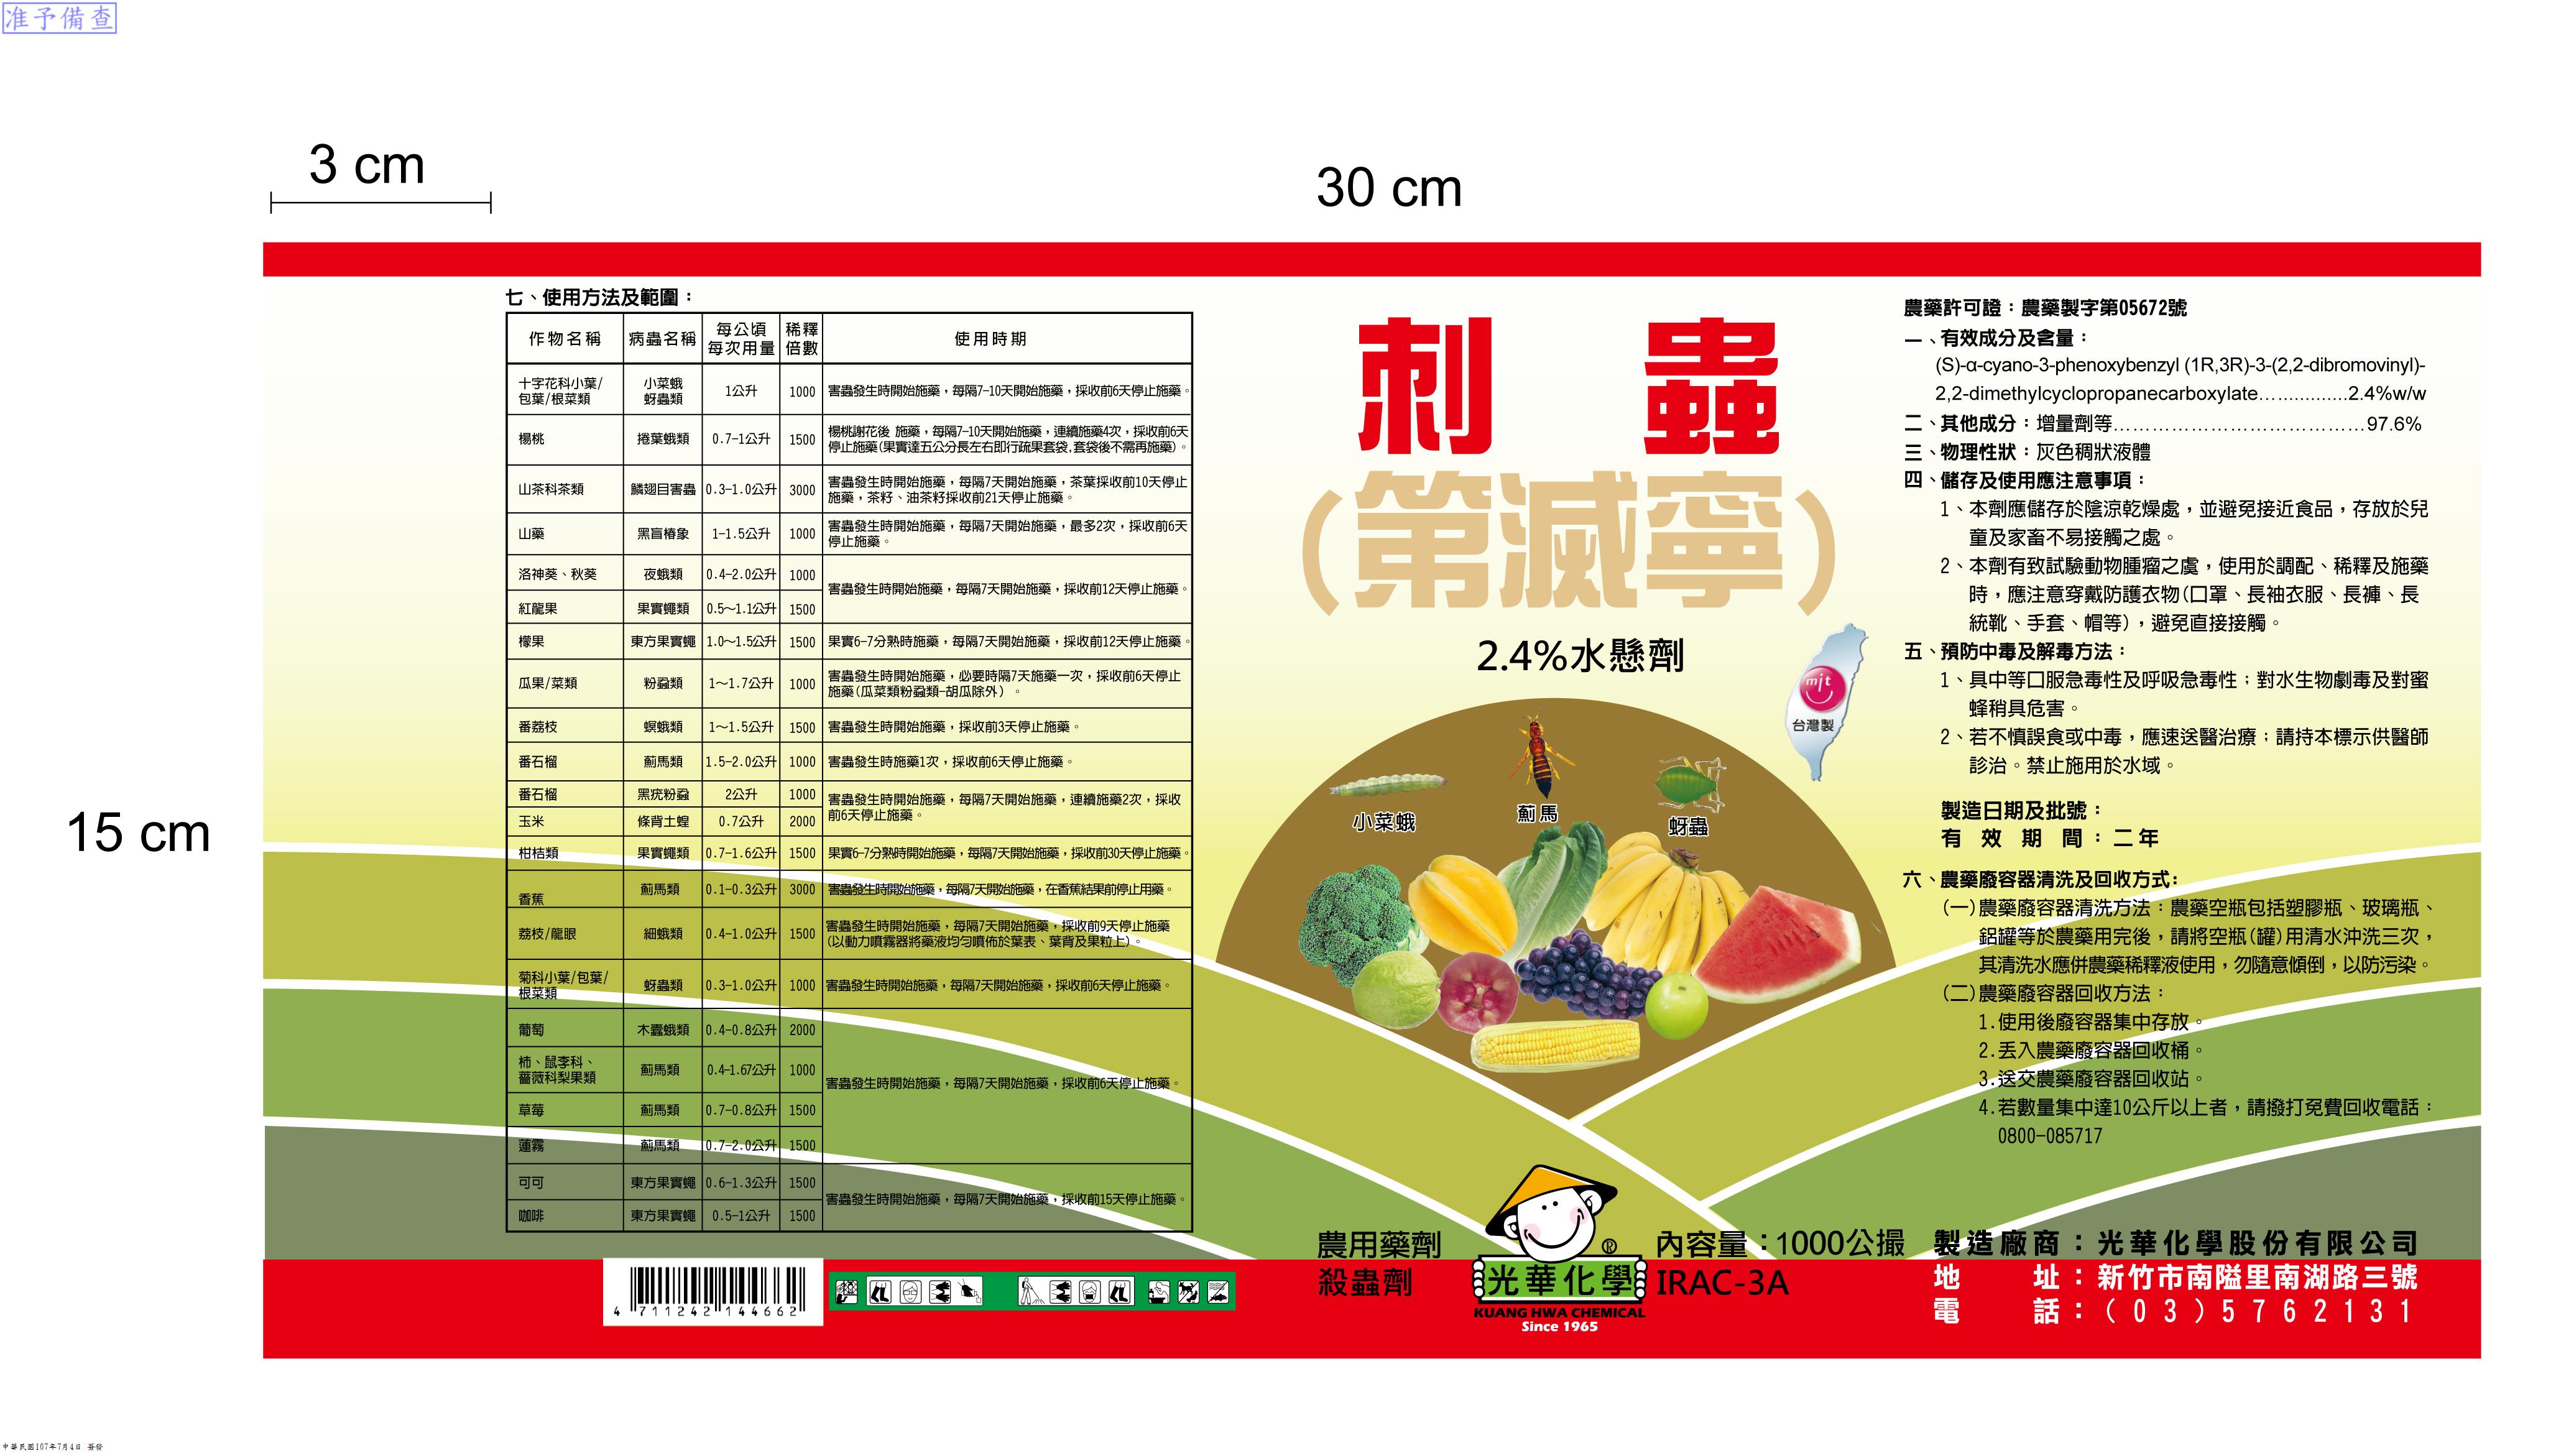 准予備查
3 cm
30 cm
15 cm
七、使用方法及範圍：
作物名稱 病蟲名稱 每公頃每次用量 稀釋倍數 使用時期
十字花科小葉/包葉/根菜類 小菜蛾 蚜蟲類 1公升 1000 害蟲發生時開始施藥，每隔7-10天開始施藥，採收前6天停止施藥。
楊桃 捲葉蛾類 0.7-1公升 1500 楊桃謝花後 施藥，每隔7-10天開始施藥，連續施藥4次，採收前6天
停止施藥(果實達五公分長左右即行疏果套袋,套袋後不需再施藥)。
山茶科茶類 鱗翅目害蟲 0.3-1.0公升 3000 害蟲發生時開始施藥，每隔7天開始施藥，茶葉採收前10天停止
施藥，茶籽、油茶籽採收前21天停止施藥。
山藥 黑盲椿象 1-1.5公升 1000 害蟲發生時開始施藥，每隔7天開始施藥，最多2次，採收前6天
停止施藥。
洛神葵、秋葵 夜蛾類 0.4-2.0公升 1000
害蟲發生時開始施藥，每隔7天開始施藥，採收前12天停止施藥。
紅龍果 果實蠅類 0.5～1.1公升 1500
檬果 東方果實蠅 1.0～1.5公升 1500 果實6-7分熟時施藥，每隔7天開始施藥，採收前12天停止施藥。
瓜果/菜類 粉蝨類 1～1.7公升 1000 害蟲發生時開始施藥，必要時隔7天施藥一次，採收前6天停止
施藥(瓜菜類粉蝨類-胡瓜除外) 。
番荔枝 螟蛾類 1～1.5公升 1500 害蟲發生時開始施藥，採收前3天停止施藥。
番石榴 薊馬類 1.5-2.0公升 1000 害蟲發生時施藥1次，採收前6天停止施藥。
番石榴 黑疣粉蝨 2公升 1000 害蟲發生時開始施藥，每隔7天開始施藥，連續施藥2次，採收
前6天停止施藥。
玉米 條背土蝗 0.7公升 2000
柑桔類 果實蠅類 0.7-1.6公升 1500 果實6-7分熟時開始施藥，每隔7天開始施藥，採收前30天停止施藥。
香蕉 薊馬類 0.1-0.3公升 3000 害蟲發生時開始施藥，每隔7天開始施藥，在香蕉結果前停止用藥。
荔枝/龍眼 細蛾類 0.4-1.0公升 1500 害蟲發生時開始施藥，每隔7天開始施藥，採收前9天停止施藥
(以動力噴霧器將藥液均勻噴佈於葉表、葉背及果粒上)。
菊科小葉/包葉/根菜類 蚜蟲類 0.3-1.0公升 1000 害蟲發生時開始施藥，每隔7天開始施藥，採收前6天停止施藥。
葡萄 木蠹蛾類 0.4-0.8公升 2000
柿、鼠李科、薔薇科梨果類 薊馬類 0.4-1.67公升 1000
害蟲發生時開始施藥，每隔7天開始施藥，採收前6天停止施藥。
草莓 薊馬類 0.7-0.8公升 1500
蓮霧 薊馬類 0.7-2.0公升 1500
可可 東方果實蠅 0.6-1.3公升 1500
害蟲發生時開始施藥，每隔7天開始施藥，採收前15天停止施藥。
咖啡 東方果實蠅 0.5-1公升 1500
4 711242 144662
刺蟲
(第滅寧)
2.4%水懸劑
mit
台灣製
小菜蛾
薊馬
蚜蟲
農用藥劑
殺蟲劑
光華化學®
KUANG HWA CHEMICAL
Since 1965
內容量：1000公撮
IRAC-3A
農藥許可證：農藥製字第05672號
一、有效成分及含量：
(S)-α-cyano-3-phenoxybenzyl (1R,3R)-3-(2,2-dibromovinyl)-
2,2-dimethylcyclopropanecarboxylate................2.4%w/w
二、其他成分：增量劑等……………………………………97.6%
三、物理性狀：灰色稠狀液體
四、儲存及使用應注意事項：
1、本劑應儲存於陰涼乾燥處，並避免接近食品，存放於兒
童及家畜不易接觸之處。
2、本劑有致試驗動物腫瘤之虞，使用於調配、稀釋及施藥
時，應注意穿戴防護衣物(口罩、長袖衣服、長褲、長
統靴、手套、帽等)，避免直接接觸。
五、預防中毒及解毒方法：
1、具中等口服急毒性及呼吸急毒性；對水生物劇毒及對蜜
蜂稍具危害。
2、若不慎誤食或中毒，應速送醫治療；請持本標示供醫師
診治。禁止施用於水域。
製造日期及批號：
有效期間：二年
六、農藥廢容器清洗及回收方式:
(一)農藥廢容器清洗方法：農藥空瓶包括塑膠瓶、玻璃瓶、
鋁罐等於農藥用完後，請將空瓶(罐)用清水沖洗三次，
其清洗水應併農藥稀釋液使用，勿隨意傾倒，以防污染。
(二)農藥廢容器回收方法：
1.使用後廢容器集中存放。
2.丟入農藥廢容器回收桶。
3.送交農藥廢容器回收站。
4.若數量集中達10公斤以上者，請撥打免費回收電話：
0800-085717
製造廠商：光華化學股份有限公司
地址：新竹市南隘里南湖路三號
電話：(03)5762131
中華民國107年7月4日 簽發